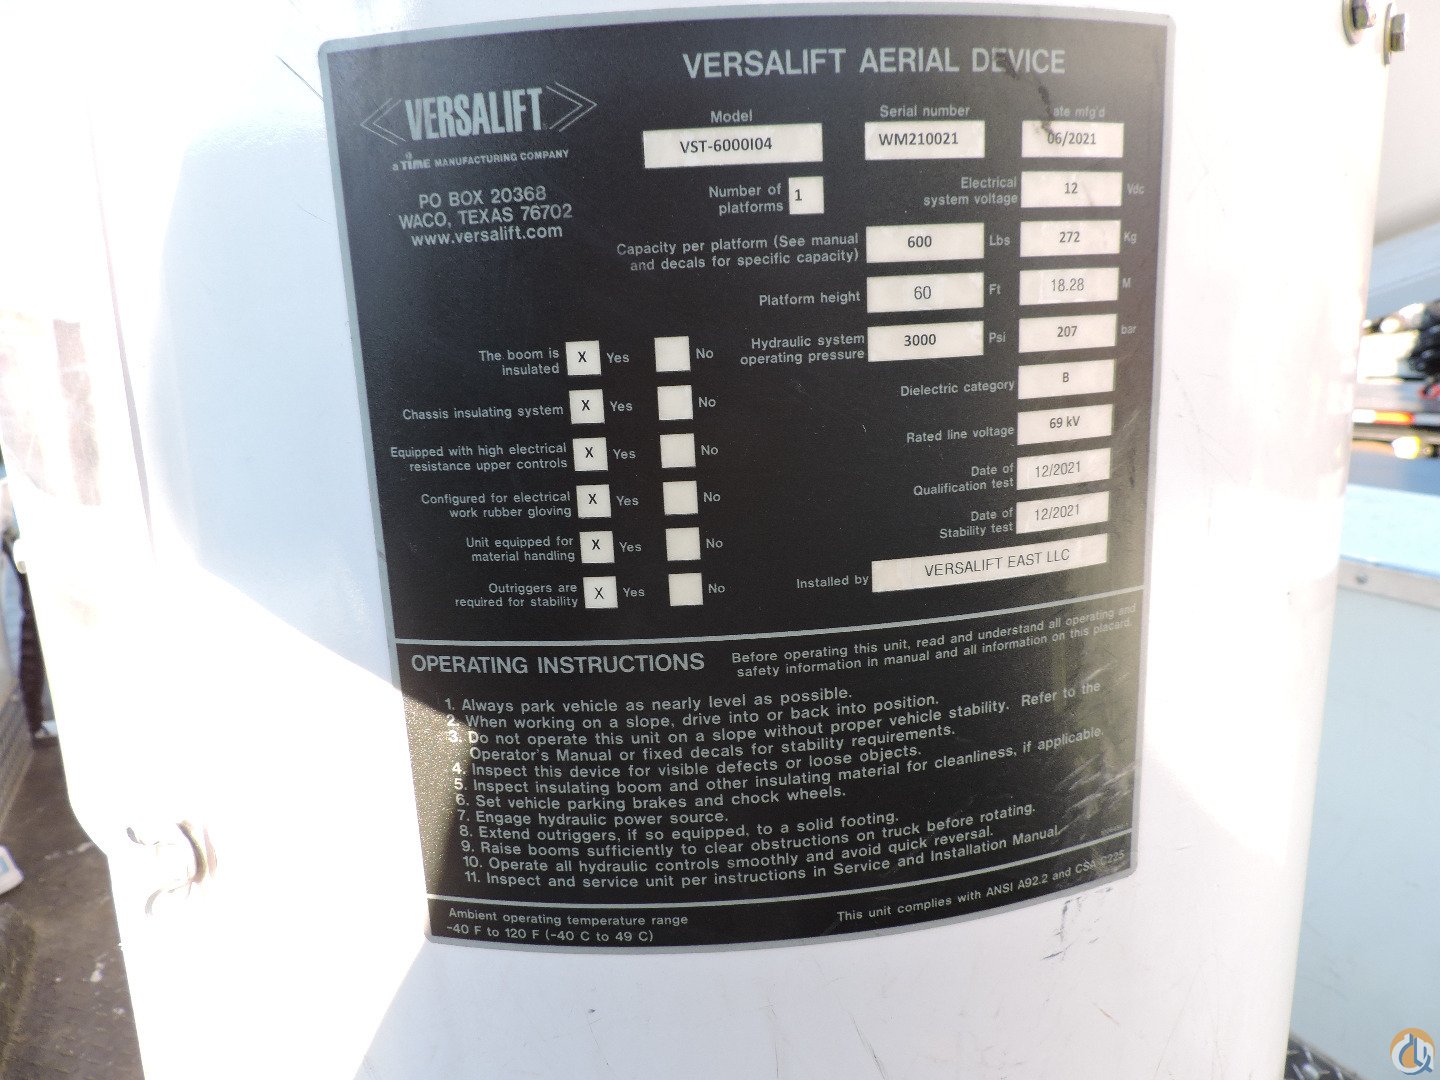 VERSALIFT AERIAL DEVICE
VERSALIFT
a TIME MANUFACTURING COMPANY
PO BOX 20368
WACO, TEXAS 76702
www.versalift.com
Model
VST-6000I04
Serial number
WM210021
ate mfg'd
06/2021
Number of
platforms
1
Electrical
system voltage
12 Vdc
Capacity per platform (See manual
and decals for specific capacity)
600 Lbs 272 Kg
Platform height 60 Ft 18.28 M
Hydraulic system
operating pressure
3000 Psi 207 bar
Dielectric category B
Rated line voltage 69 kV
Date of
Qualification test
12/2021
Date of
Stability test
12/2021
Installed by VERSALIFT EAST LLC
The boom is
insulated
X Yes No
Chassis insulating system X Yes No
Equipped with high electrical
resistance upper controls
X Yes No
Configured for electrical
work rubber gloving
X Yes No
Unit equipped for
material handling
X Yes No
Outriggers are
required for stability
X Yes No
OPERATING INSTRUCTIONS
Before operating this unit, read and understand all operating and
safety information in manual and all information on this placard.
1. Always park vehicle as nearly level as possible.
2. When working on a slope, drive into or back into position.
3. Do not operate this unit on a slope without proper vehicle stability. Refer to the
Operator's Manual or fixed decals for stability requirements.
4. Inspect this device for visible defects or loose objects.
5. Inspect insulating boom and other insulating material for cleanliness, if applicable.
6. Set vehicle parking brakes and chock wheels.
7. Engage hydraulic power source.
8. Extend outriggers, if so equipped, to a solid footing.
9. Raise booms sufficiently to clear obstructions on truck before rotating.
10. Operate all hydraulic controls smoothly and avoid quick reversal.
11. Inspect and service unit per instructions in Service and Installation Manual.
Ambient operating temperature range
-40 F to 120 F (-40 C to 49 C)
This unit complies with ANSI A92.2 and CSA C225